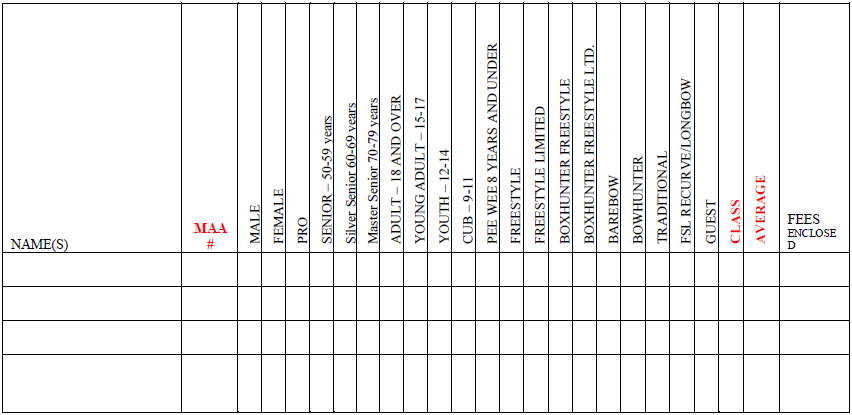 NAME(S)
MAA
#
MALE
FEMALE
PRO
SENIOR – 50-59 years
Silver Senior 60-69 years
Master Senior 70-79 years
ADULT – 18 AND OVER
YOUNG ADULT – 15-17
YOUTH – 12-14
CUB – 9-11
PEE WEE 8 YEARS AND UNDER
FREESTYLE
FREESTYLE LIMITED
BOXHUNTER FREESTYLE
BOXHUNTER FREESTYLE LTD.
BAREBOW
BOWHUNTER
TRADITIONAL
FSL RECURVE/LONGBOW
GUEST
CLASS
AVERAGE
FEES
ENCLOSE
D